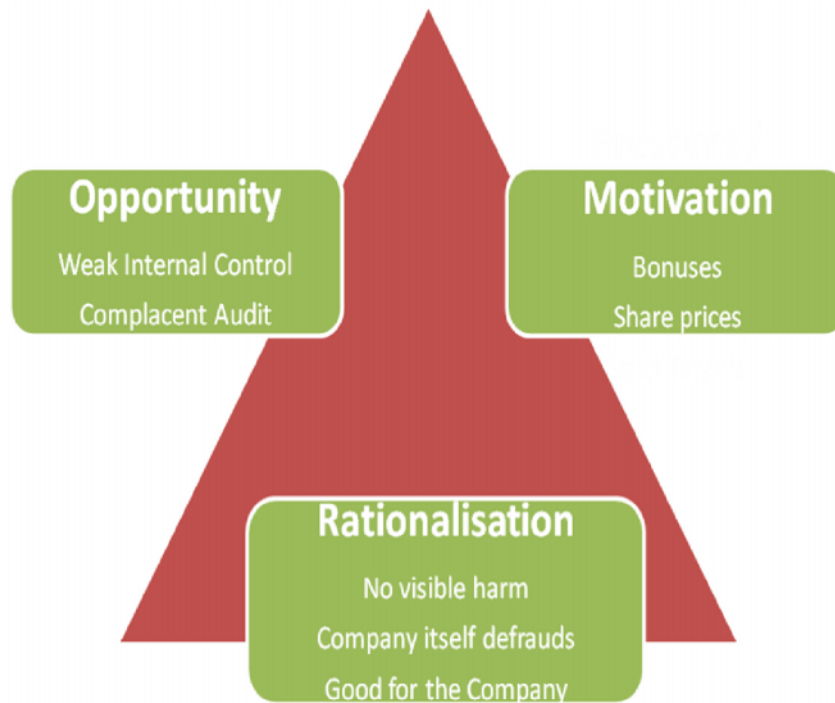 Opportunity
Weak Internal Control
Complacent Audit
Motivation
Bonuses
Share prices
Rationalisation
No visible harm
Company itself defrauds
Good for the Company